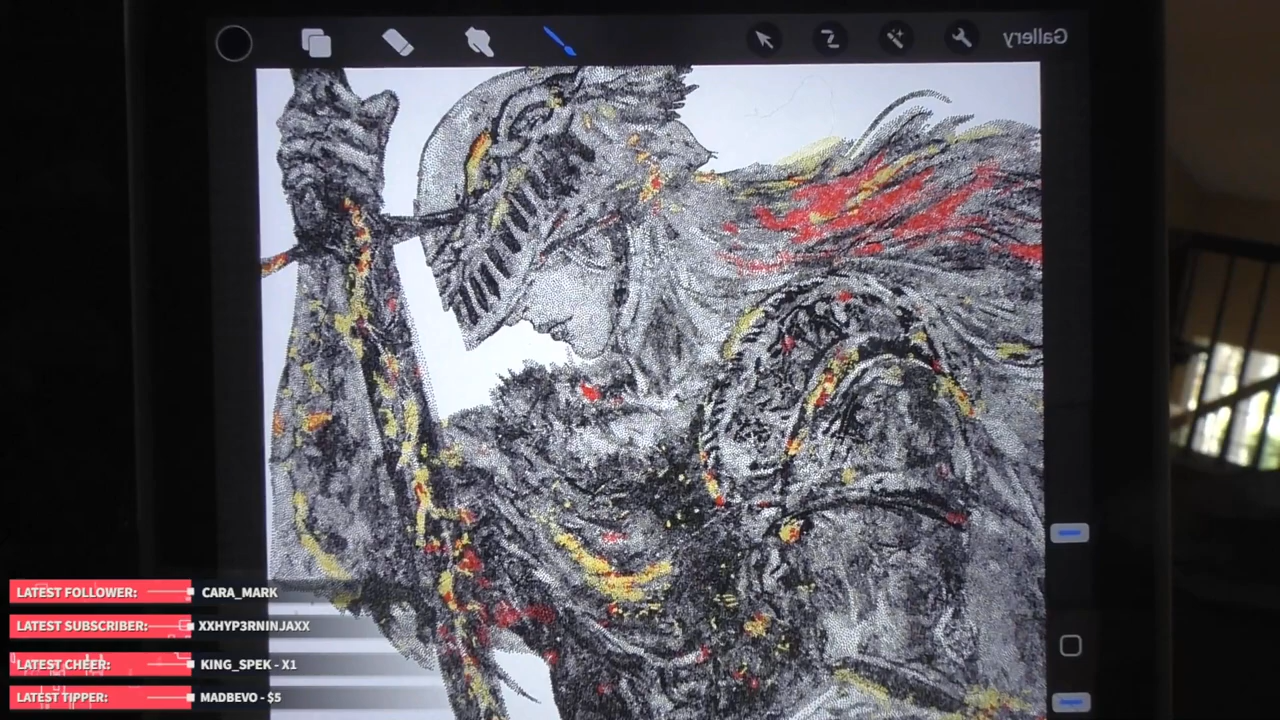 Gallery
LATEST FOLLOWER: CARA_MARK
LATEST SUBSCRIBER: XXHYP3RNINJAXX
LATEST CHEER: KING_SPEK - X1
LATEST TIPPER: MADBEVO - $5